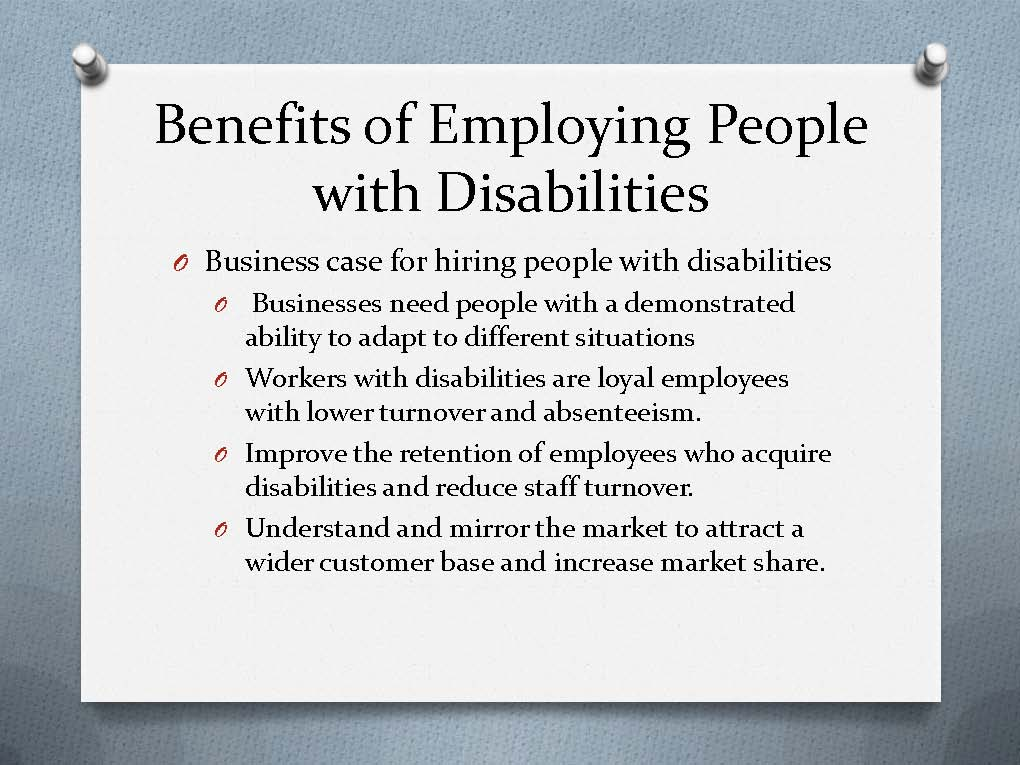 Benefits of Employing People
with Disabilities
O Business case for hiring people with disabilities
O Businesses need people with a demonstrated
ability to adapt to different situations
O Workers with disabilities are loyal employees
with lower turnover and absenteeism.
O Improve the retention of employees who acquire
disabilities and reduce staff turnover.
O Understand and mirror the market to attract a
wider customer base and increase market share.